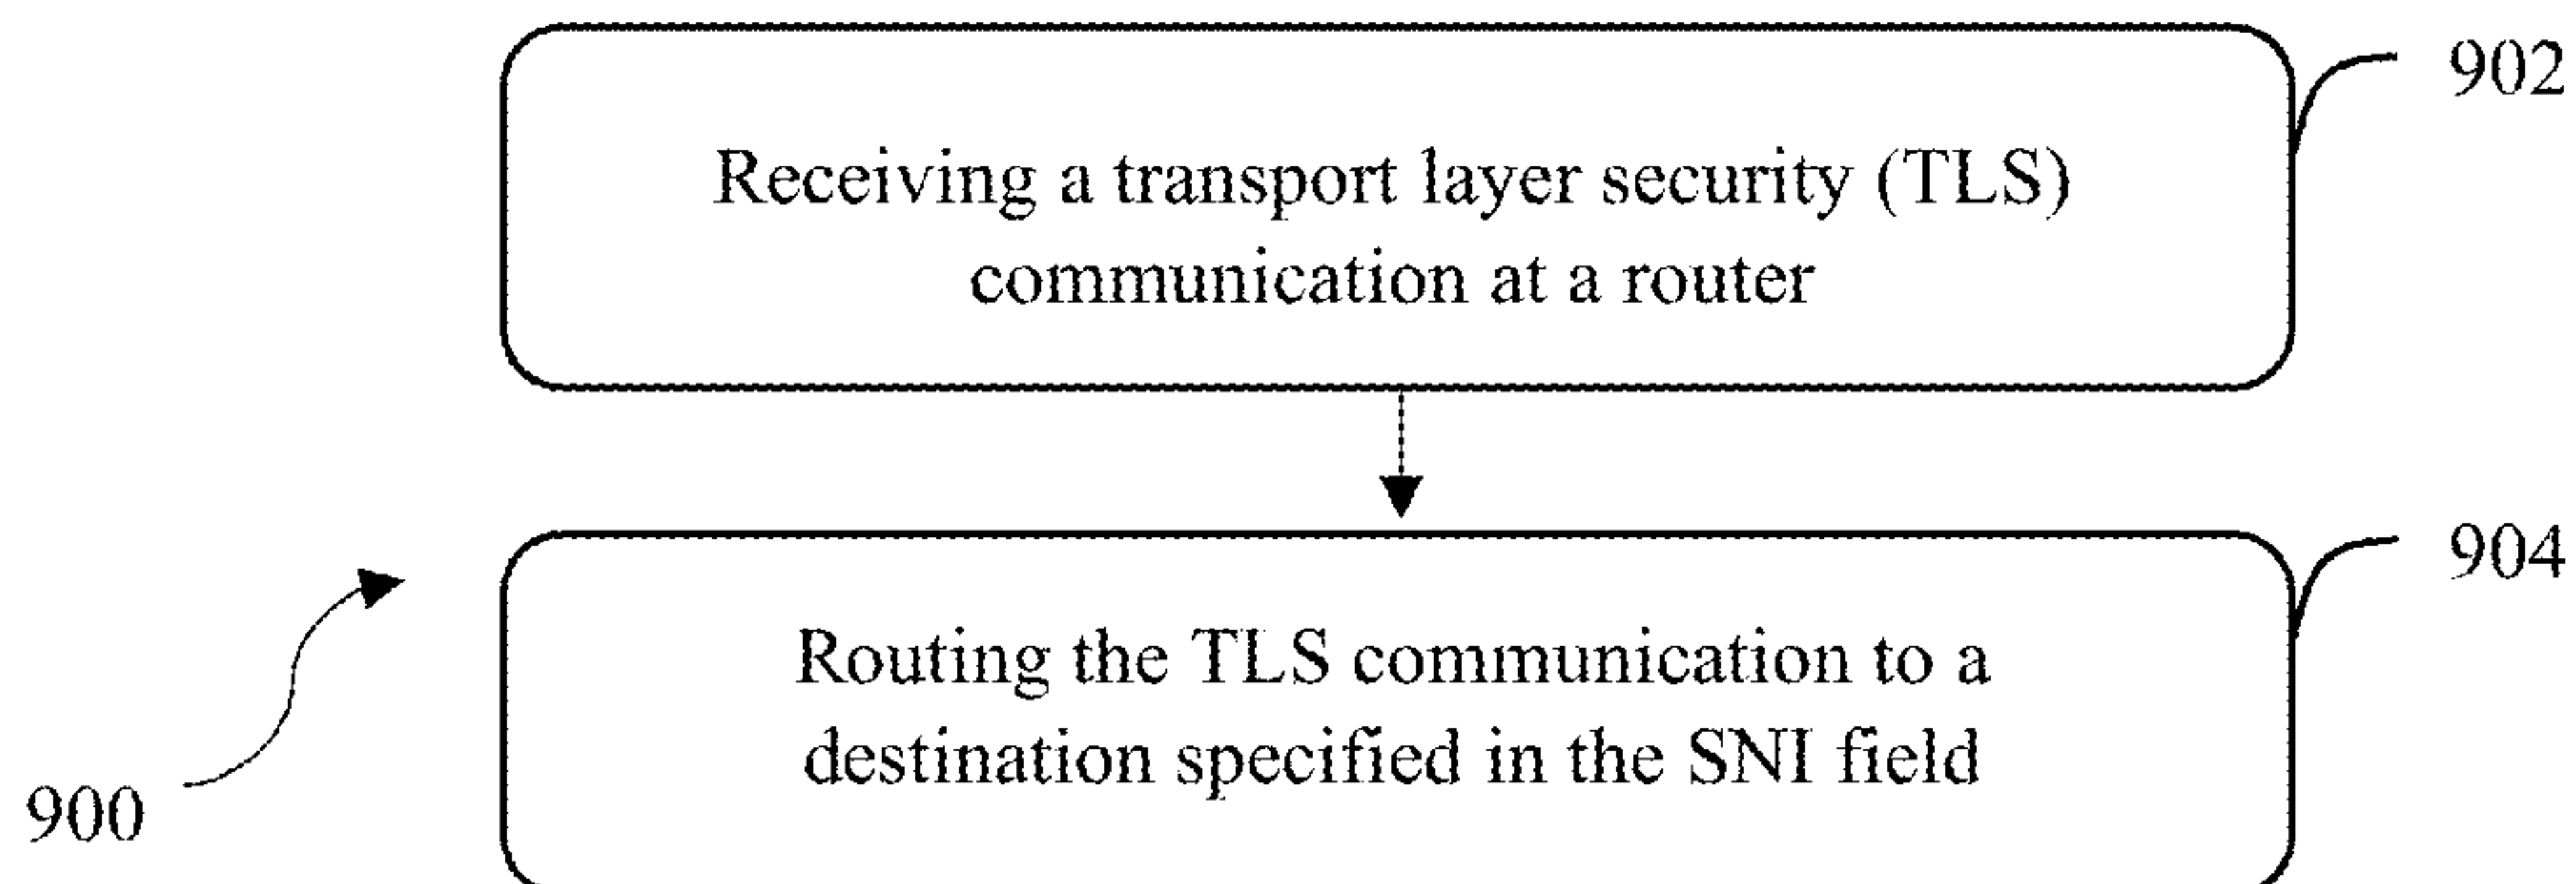 902
Receiving a transport layer security (TLS)
communication at a router
904
Routing the TLS communication to a
destination specified in the SNI field
900